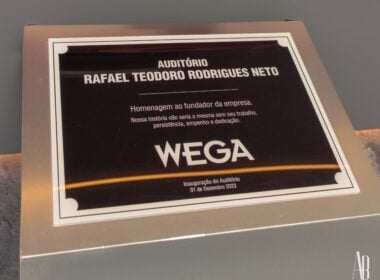 AUDITÓRIO
RAFAEL TEODORO RODRIGUES NETO
Homenagem ao fundador da empresa.
Nossa história não seria a mesma sem seu trabalho,
persistência, empenho e dedicação.
WEGA
Inauguração do Auditório
01 de Dezembro 2023
AB